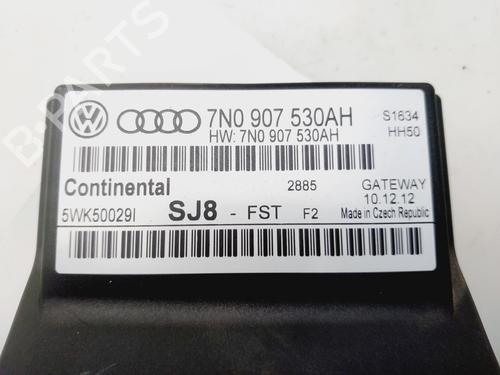 B-PARTS
7N0 907 530AH
S1634
HW: 7N0 907 530AH
HH50
Continental
2885
GATEWAY
10.12.12
5WK50029I
SJ8 - FST F2
Made in Czech Republic